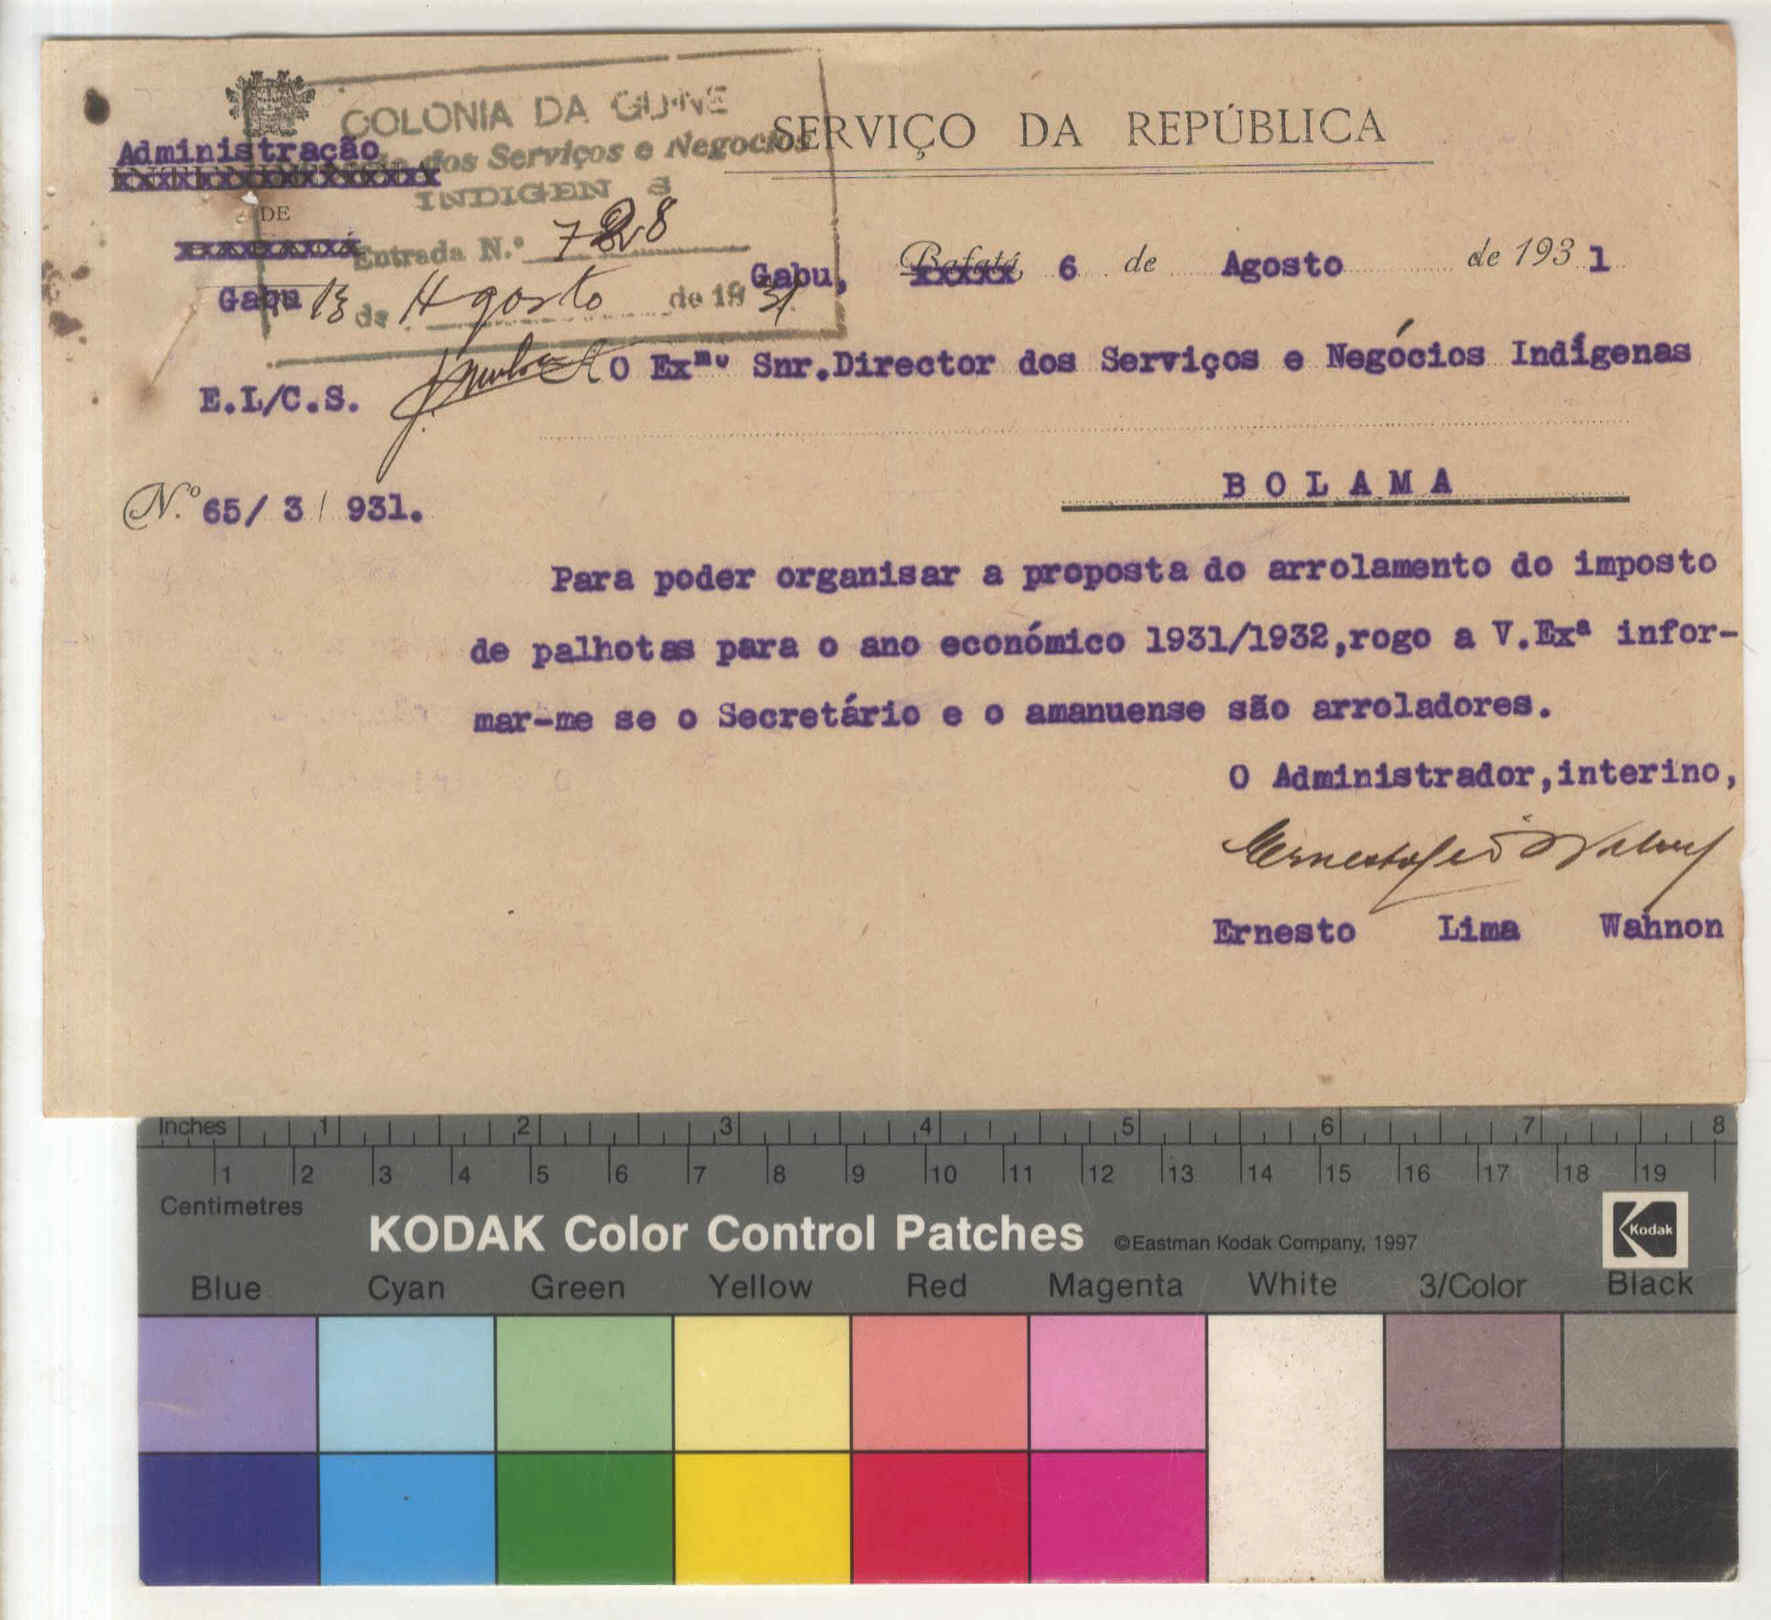 SERVIÇO DA REPÚBLICA
Administração
DE
Gabu
COLONIA DA GUINE
dos Serviços e Negocios
INDIGENAS
Entrada N.º 728
13 de Agosto de 1931
Gabu, Bafatá, 6 de Agosto de 1931
E.L/C.S.
Ao Exmº Snr.Director dos Serviços e Negócios Indígenas
BOLAMA
N.º 65/ 3/ 931.
Para poder organisar a proposta do arrolamento do imposto
de palhotas para o ano económico 1931/1932,rogo a V.Exª infor-
mar-me se o Secretário e o amanuense são arroladores.
O Administrador,interino,
Ernesto Lima Wahnon
Ernesto Lima Wahnon
Inches 1 2 3 4 5 6 7 8
1 2 3 4 5 6 7 8 9 10 11 12 13 14 15 16 17 18 19
Centimetres
KODAK Color Control Patches ©Eastman Kodak Company, 1997 Kodak
Blue Cyan Green Yellow Red Magenta White 3/Color Black